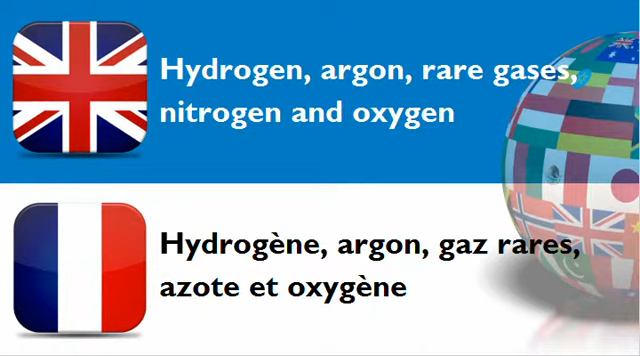 Hydrogen, argon, rare gases,
nitrogen and oxygen
Hydrogène, argon, gaz rares,
azote et oxygène